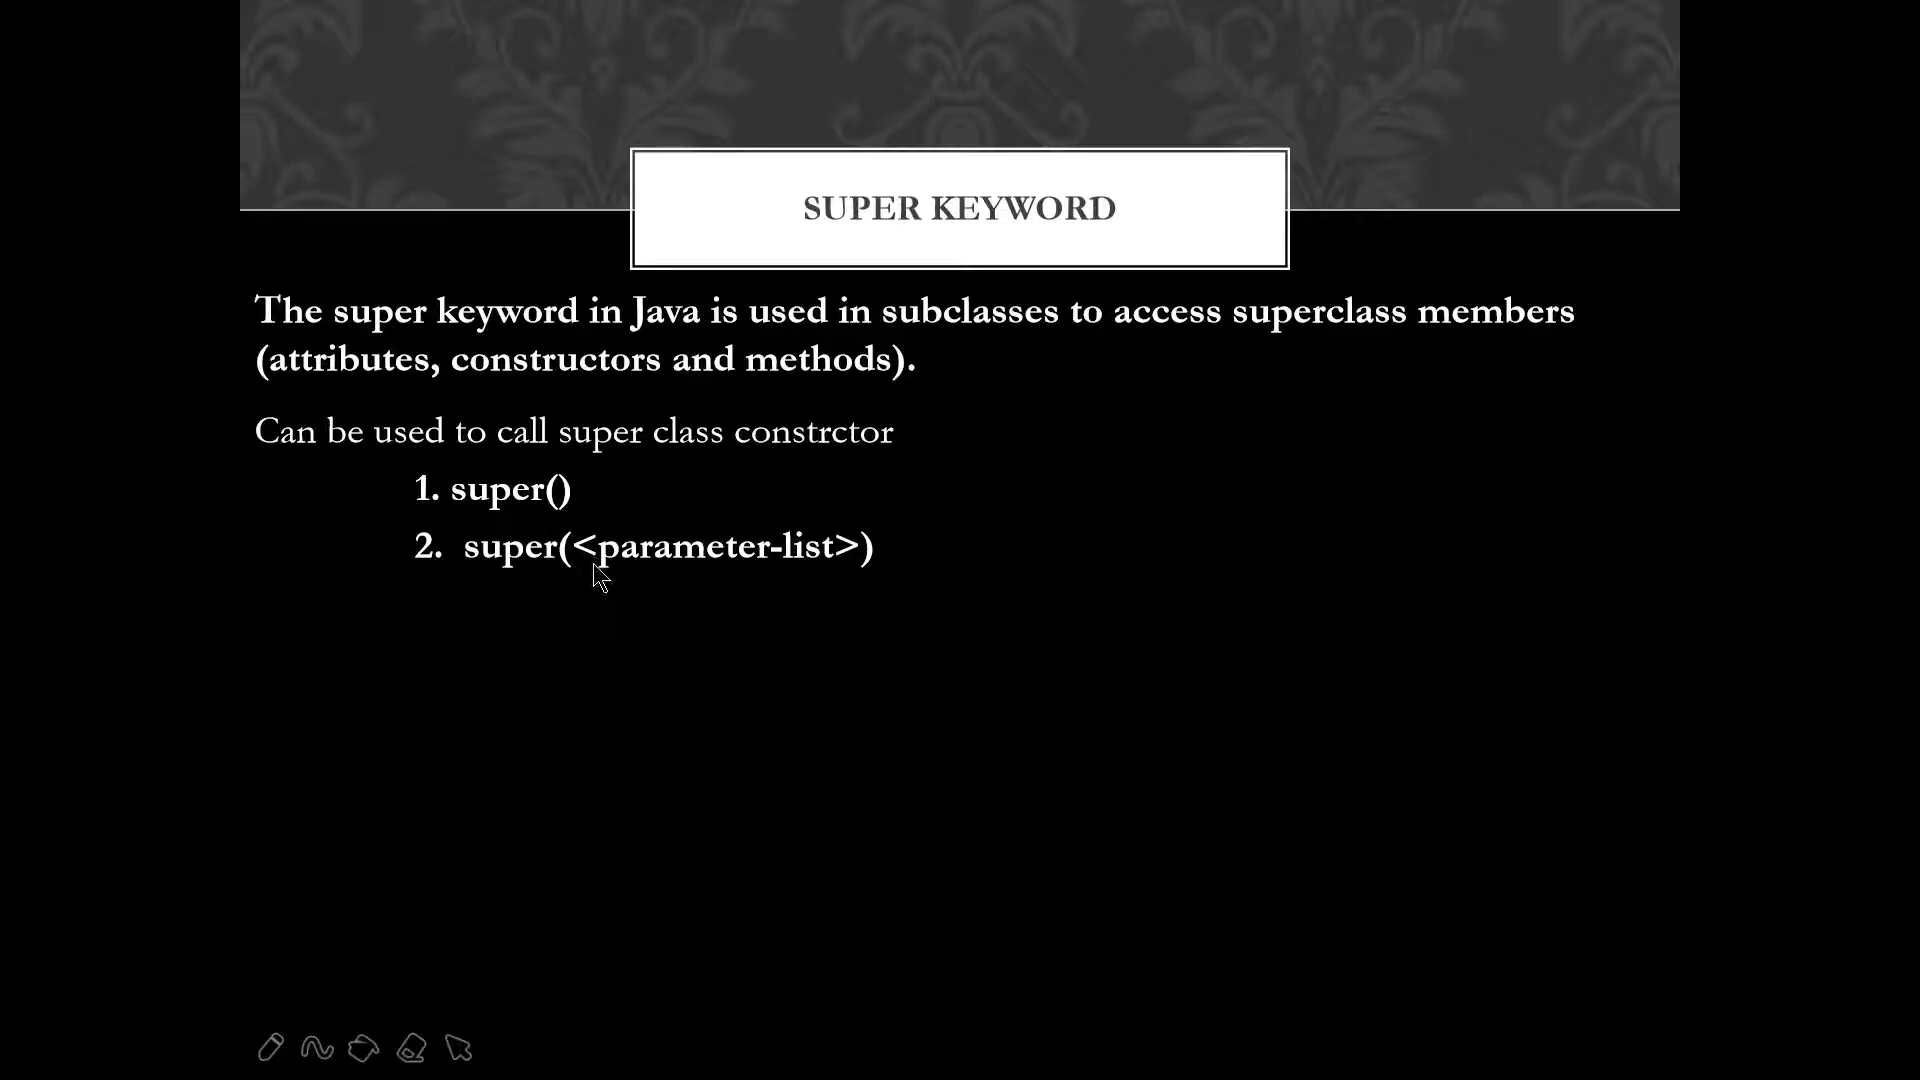 SUPER KEYWORD
The super keyword in Java is used in subclasses to access superclass members
(attributes, constructors and methods).
Can be used to call super class constrctor
1. super()
2. super(<parameter-list>)